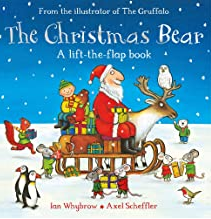 From the illustrator of The Gruffalo
The Christmas Bear
A lift-the-flap book
Ian Whybrow • Axel Scheffler